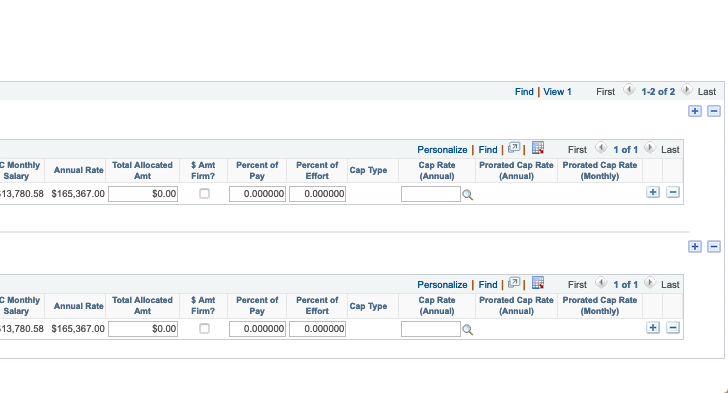 Find | View 1 First 1-2 of 2 Last
Personalize | Find | First 1 of 1 Last
C Monthly Salary Annual Rate Total Allocated Amt $ Amt Firm? Percent of Pay Percent of Effort Cap Type Cap Rate (Annual) Prorated Cap Rate (Annual) Prorated Cap Rate (Monthly)
13,780.58 $165,367.00 $0.00 0.000000 0.000000
Personalize | Find | First 1 of 1 Last
C Monthly Salary Annual Rate Total Allocated Amt $ Amt Firm? Percent of Pay Percent of Effort Cap Type Cap Rate (Annual) Prorated Cap Rate (Annual) Prorated Cap Rate (Monthly)
13,780.58 $165,367.00 $0.00 0.000000 0.000000